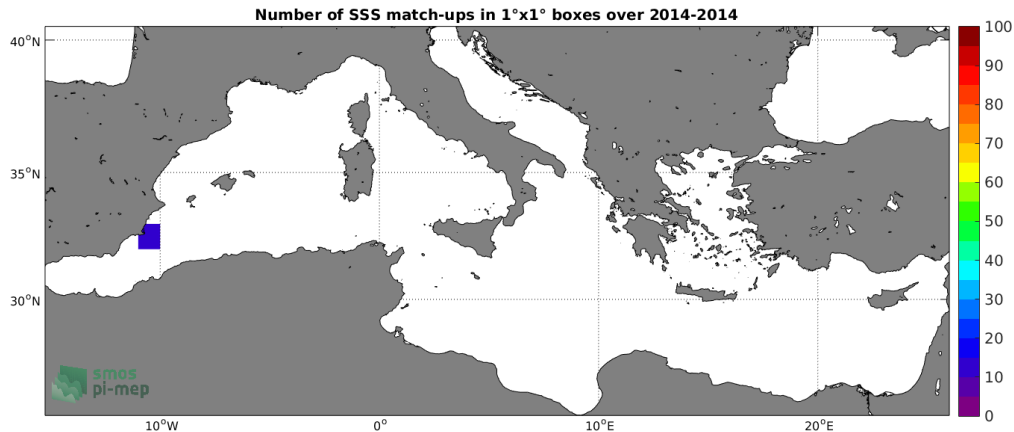 Number of SSS match-ups in 1°x1° boxes over 2014-2014
40°N
35°N
30°N
10°W
0°
10°E
20°E
100
90
80
70
60
50
40
30
20
10
0
smos
pi-mep